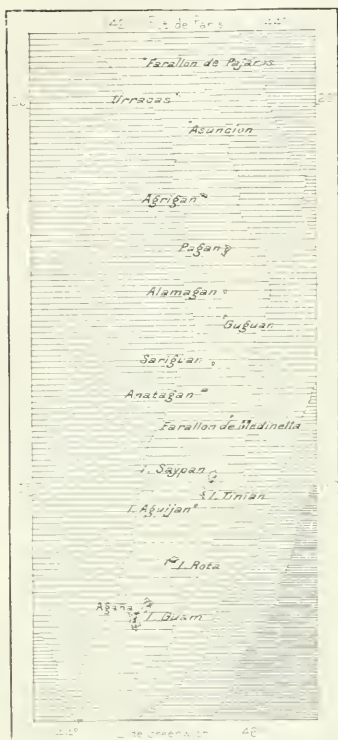 Farallon de Pajaros
Urracas
Asuncion
Agrigan
Pagan
Alamagan
Guguan
Sariguan
Anatagan
Farallon de Medinella
I. Saypan
I. Tinian
I. Aguijan
I. Rota
Agaña
I. Guam